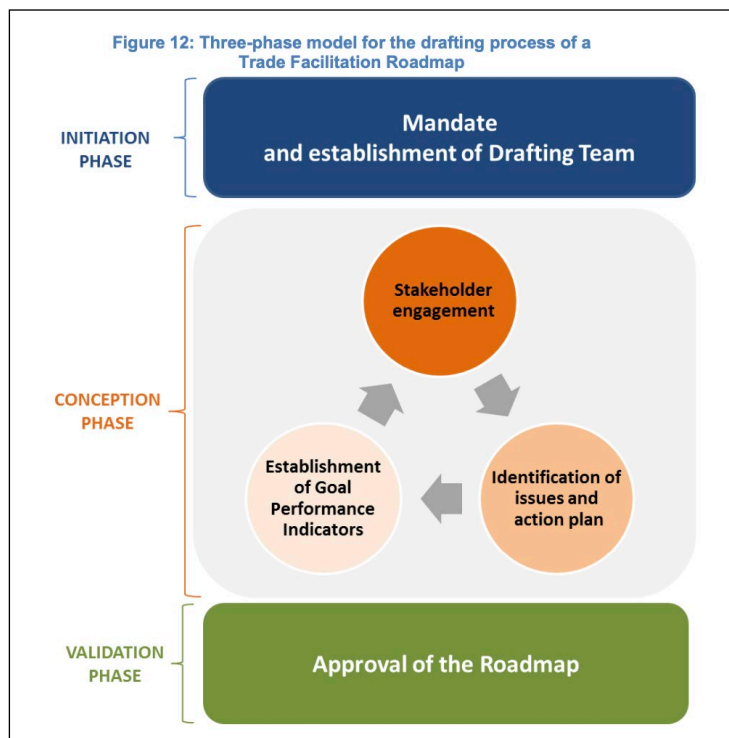 Figure 12: Three-phase model for the drafting process of a
Trade Facilitation Roadmap
INITIATION
PHASE
Mandate
and establishment of Drafting Team
CONCEPTION
PHASE
Stakeholder
engagement
Identification of
issues and
action plan
Establishment
of Goal
Performance
Indicators
VALIDATION
PHASE
Approval of the Roadmap